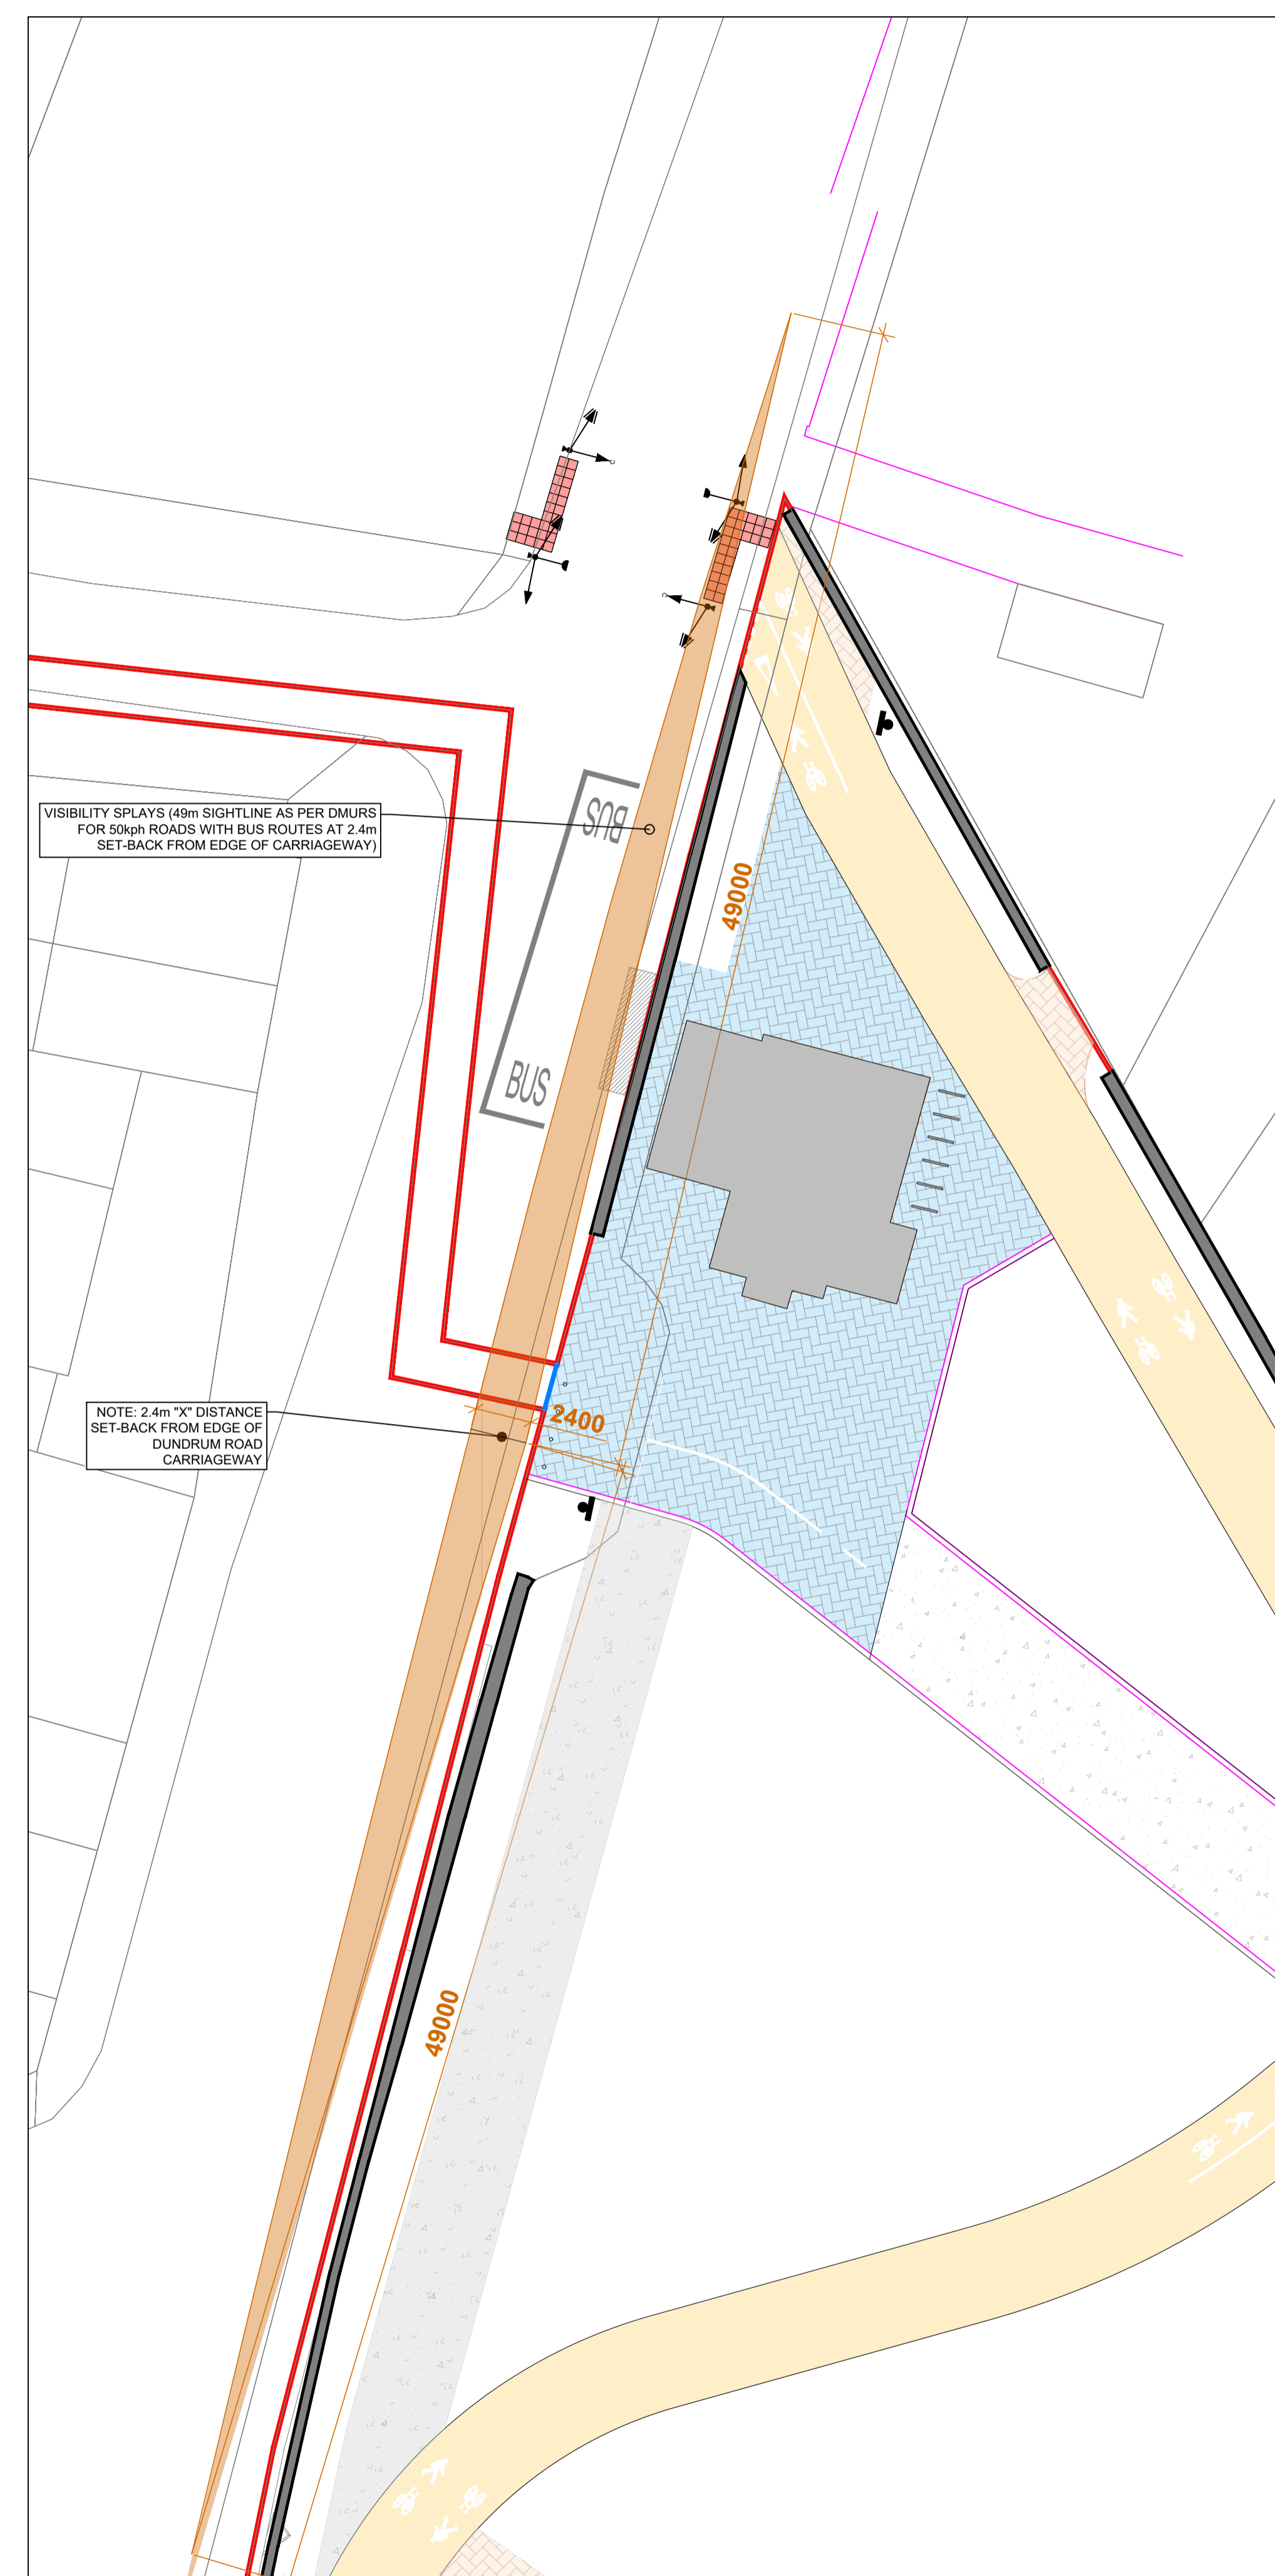 VISIBILITY SPLAYS (49m SIGHTLINE AS PER DMURS
FOR 50kph ROADS WITH BUS ROUTES AT 2.4m
SET-BACK FROM EDGE OF CARRIAGEWAY)
BUS
49000
BUS
NOTE: 2.4m "X" DISTANCE
SET-BACK FROM EDGE OF
DUNDRUM ROAD
CARRIAGEWAY
2400
49000